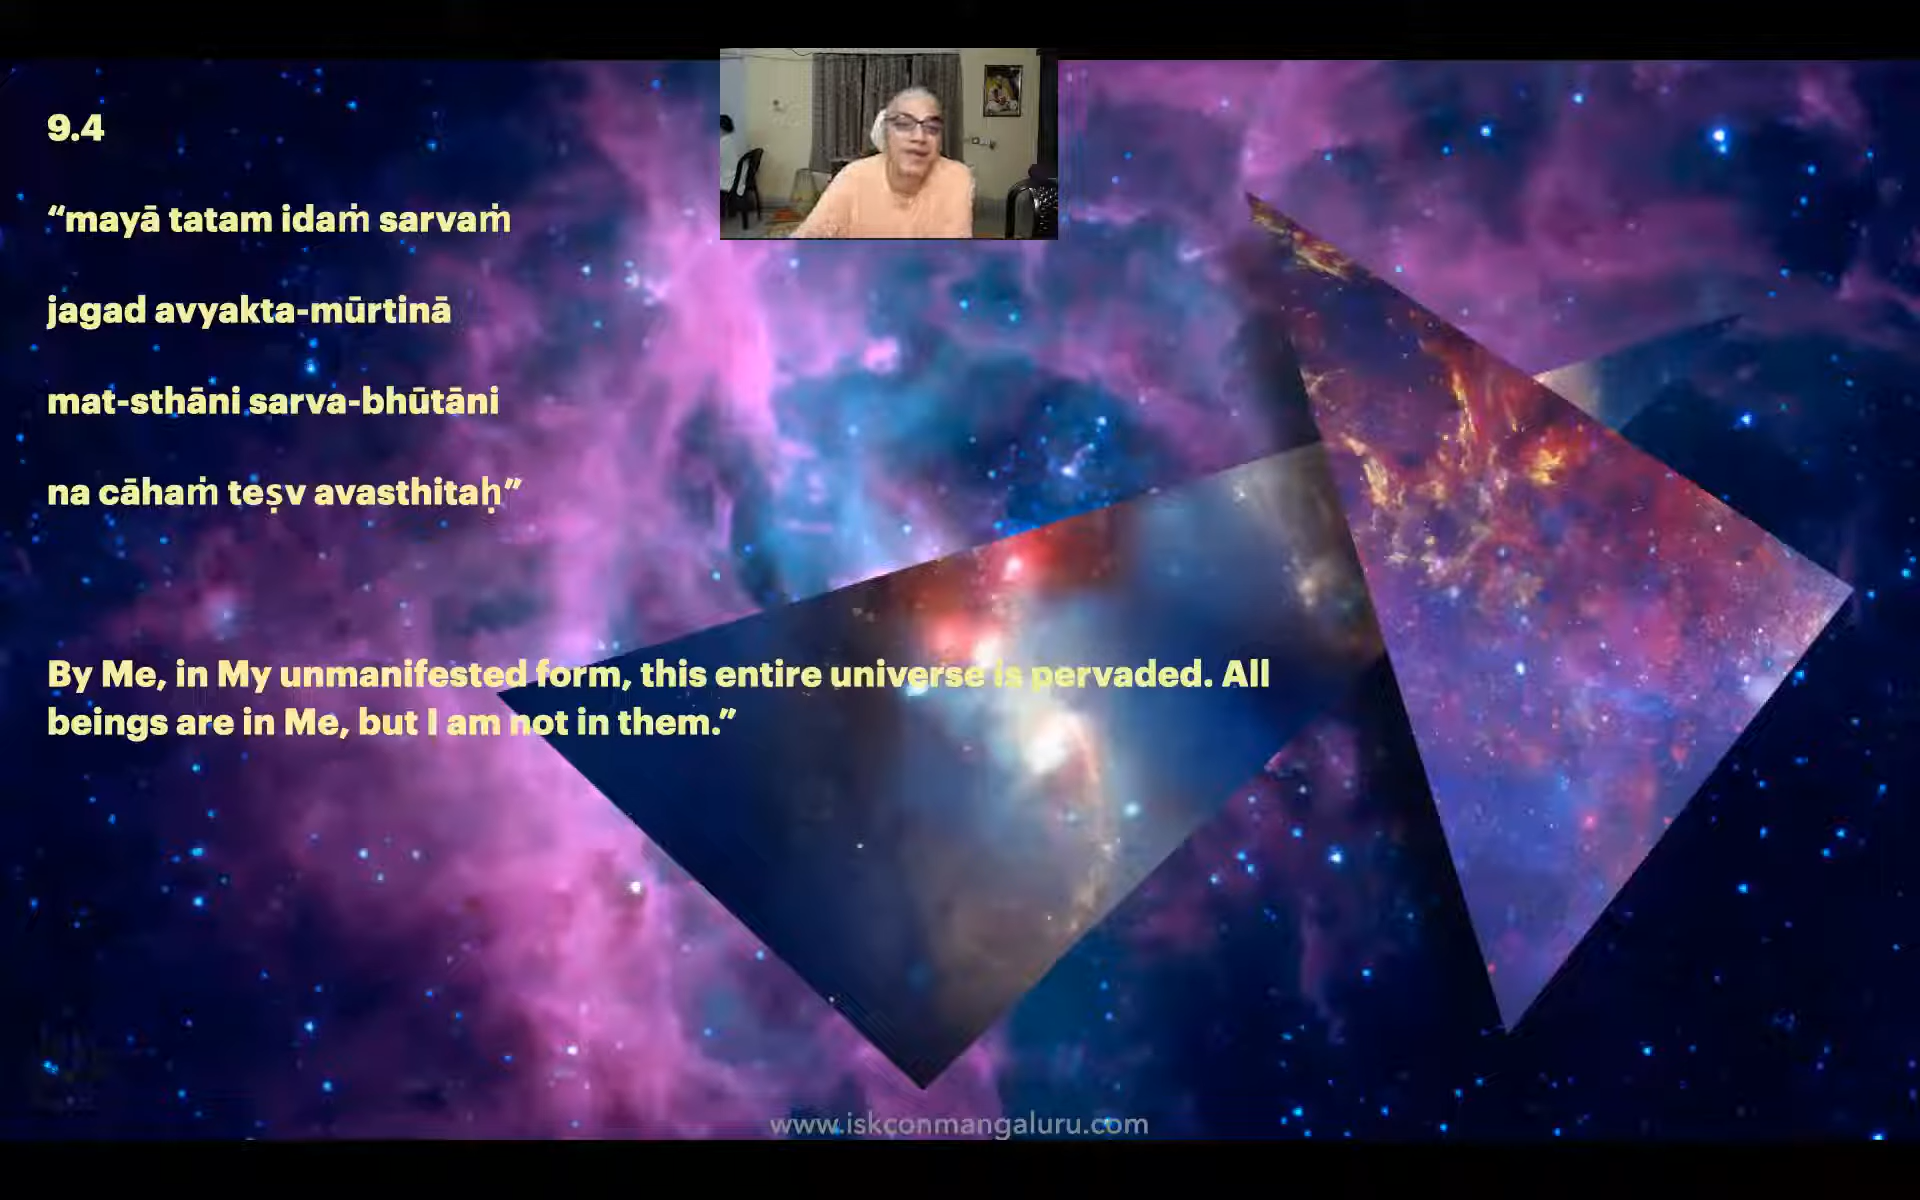 9.4
“mayā tatam idaṁ sarvaṁ
jagad avyakta-mūrtinā
mat-sthāni sarva-bhūtāni
na cāhaṁ teṣv avasthitaḥ”
By Me, in My unmanifested form, this entire universe is pervaded. All
beings are in Me, but I am not in them.”
www.iskconmangaluru.com